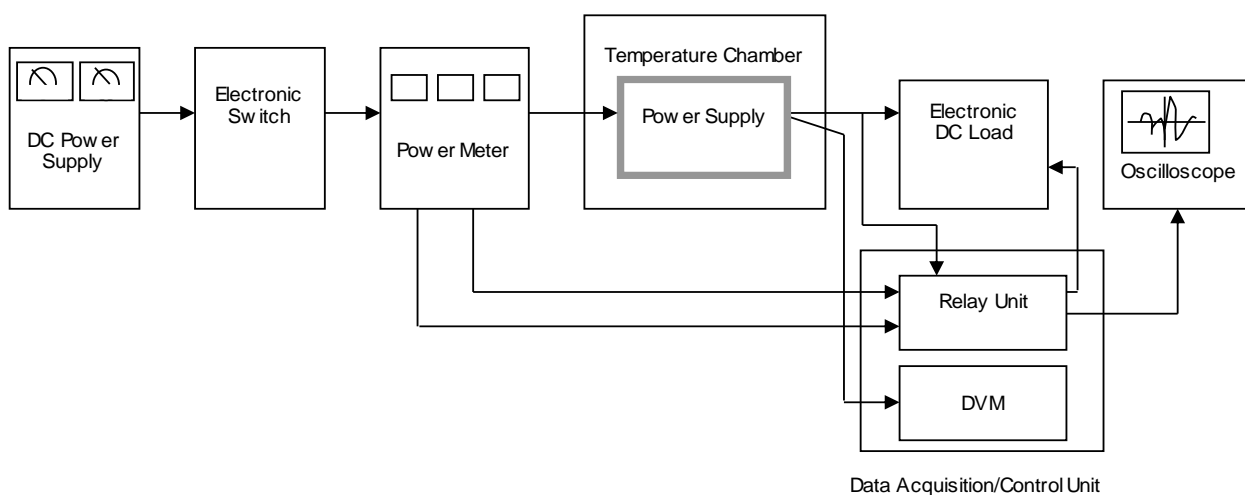 DC Power
Supply
Electronic
Switch
Power Meter
Temperature Chamber
Power Supply
Electronic
DC Load
Oscilloscope
Relay Unit
DVM
Data Acquisition/Control Unit